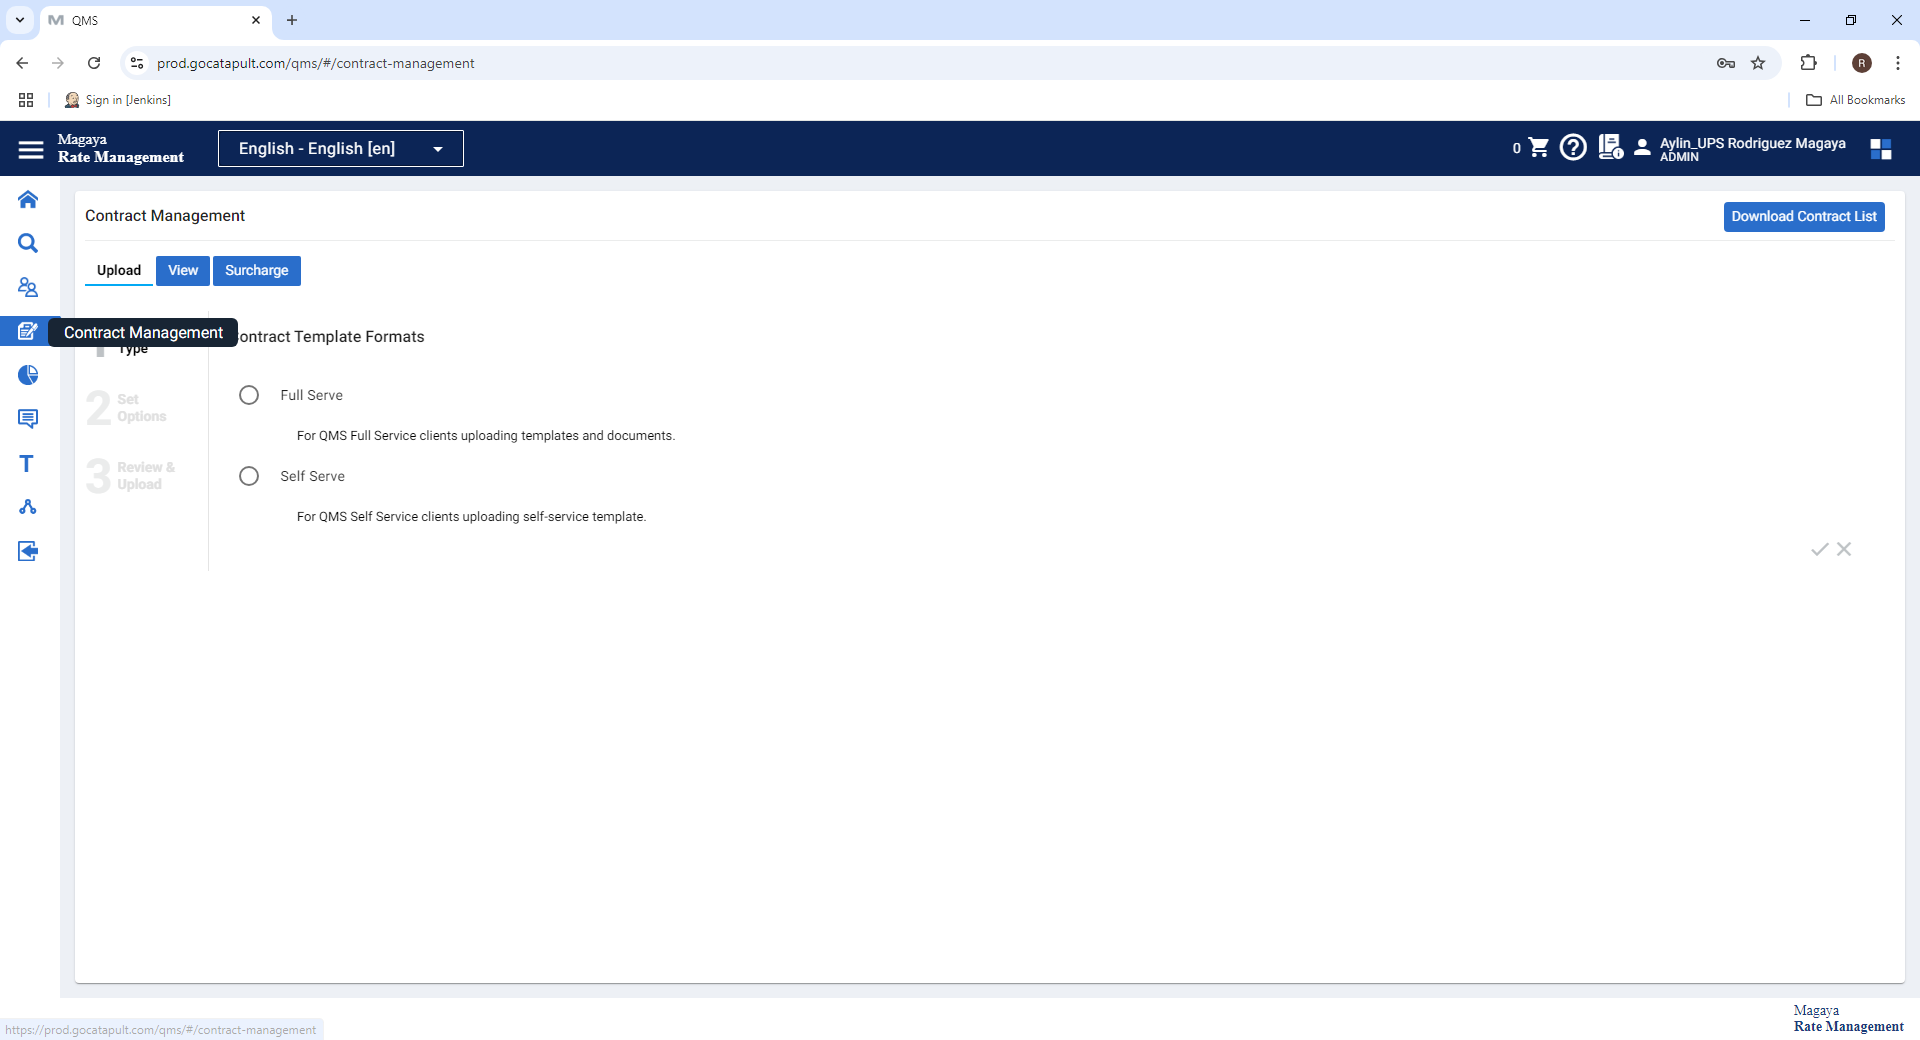 QMS
prod.gocatapult.com/qms/#/contract-management
R
Sign in [Jenkins]
All Bookmarks
Magaya
Rate Management
English - English [en]
0
Aylin_UPS Rodriguez Magaya
ADMIN
Contract Management
Download Contract List
Upload
View
Surcharge
Contract Management
Type
ontract Template Formats
Full Serve
2 Set
Options
For QMS Full Service clients uploading templates and documents.
3 Review &
Upload
Self Serve
For QMS Self Service clients uploading self-service template.
T
Magaya
Rate Management
https://prod.gocatapult.com/qms/#/contract-management